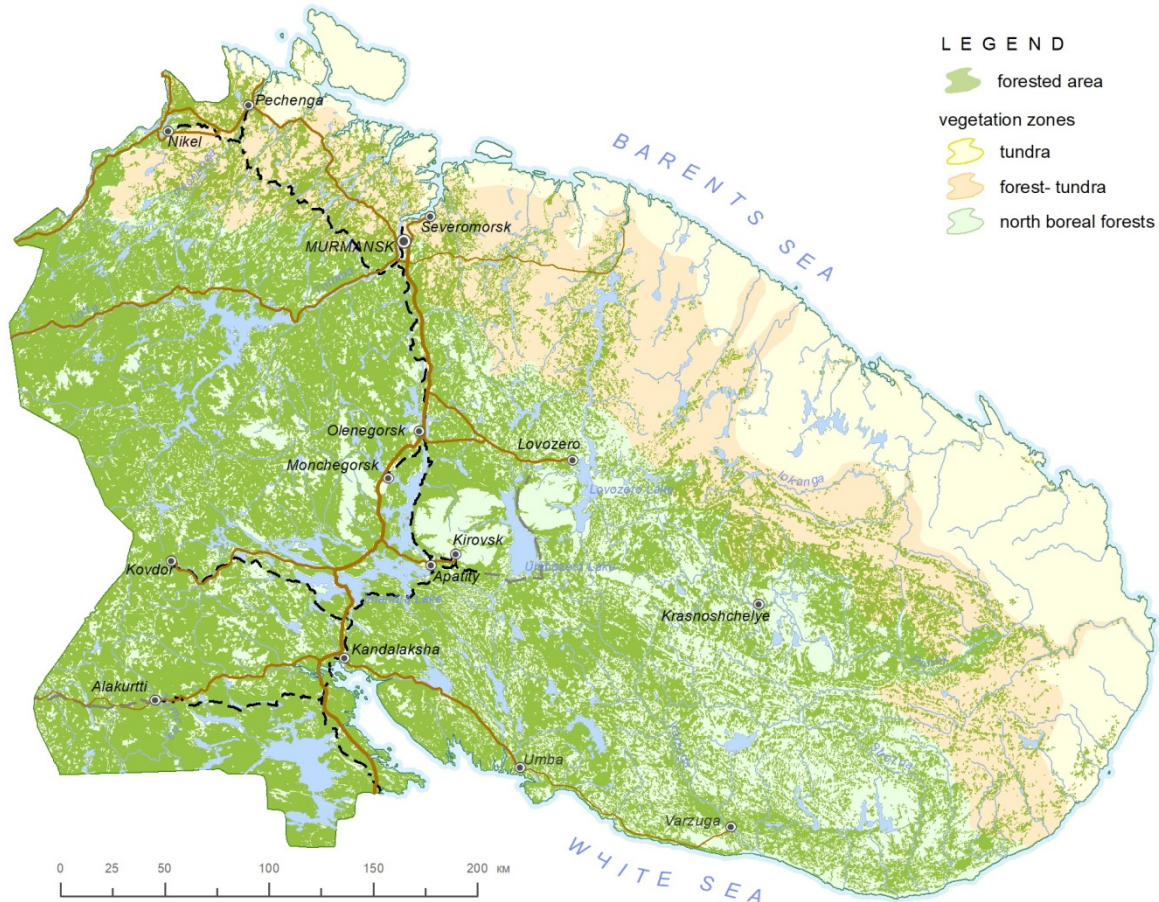 LEGEND
forested area
vegetation zones
tundra
forest- tundra
north boreal forests
Pechenga
Nikel
BARENTS SEA
Severomorsk
MURMANSK
Olenegorsk
Lovozero
Monchegorsk
Iokanga
Lovozero Lake
Kirovsk
Kovdor
Apatity
Umbozero Lake
Krasnoshchelye
Kandalaksha
Alakurtti
Umba
Varzuga
WHITE SEA
0 50 100 150 200 км